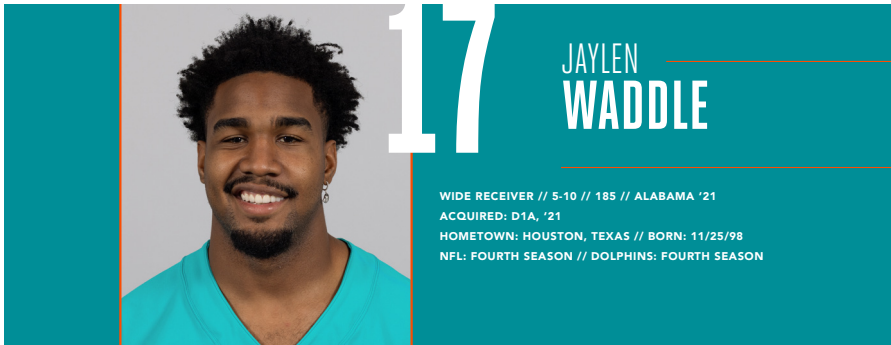 17
JAYLEN
WADDLE
WIDE RECEIVER // 5-10 // 185 // ALABAMA ’21
ACQUIRED: D1A, ’21
HOMETOWN: HOUSTON, TEXAS // BORN: 11/25/98
NFL: FOURTH SEASON // DOLPHINS: FOURTH SEASON